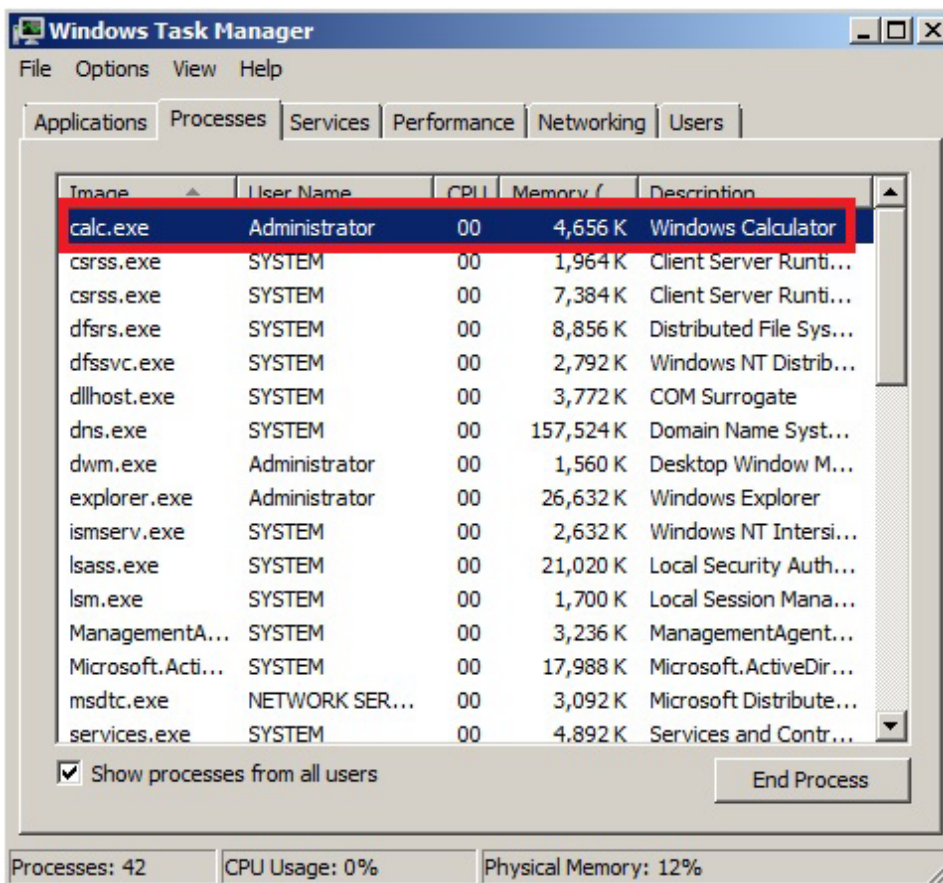 Windows Task Manager
File Options View Help
Applications Processes Services Performance Networking Users
Image User Name CPU Memory ( Description
calc.exe Administrator 00 4,656 K Windows Calculator
csrss.exe SYSTEM 00 1,964 K Client Server Runti...
csrss.exe SYSTEM 00 7,384 K Client Server Runti...
dfsrs.exe SYSTEM 00 8,856 K Distributed File Sys...
dfssvc.exe SYSTEM 00 2,792 K Windows NT Distrib...
dllhost.exe SYSTEM 00 3,772 K COM Surrogate
dns.exe SYSTEM 00 157,524 K Domain Name Syst...
dwm.exe Administrator 00 1,560 K Desktop Window M...
explorer.exe Administrator 00 26,632 K Windows Explorer
ismserv.exe SYSTEM 00 2,632 K Windows NT Intersi...
lsass.exe SYSTEM 00 21,020 K Local Security Auth...
lsm.exe SYSTEM 00 1,700 K Local Session Mana...
ManagementA... SYSTEM 00 3,236 K ManagementAgent...
Microsoft.Acti... SYSTEM 00 17,988 K Microsoft.ActiveDir...
msdtc.exe NETWORK SER... 00 3,092 K Microsoft Distribute...
services.exe SYSTEM 00 4,892 K Services and Contr...
Show processes from all users End Process
Processes: 42 CPU Usage: 0% Physical Memory: 12%